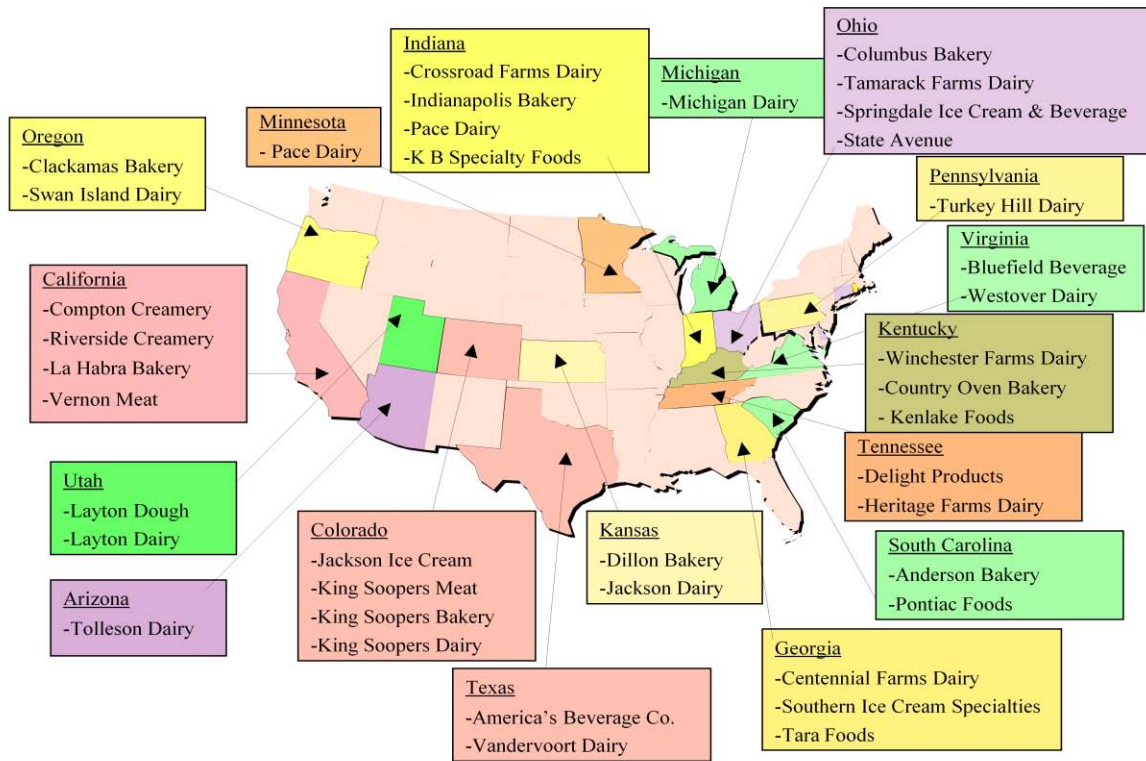 Indiana
-Crossroad Farms Dairy
-Indianapolis Bakery
-Pace Dairy
-K B Specialty Foods
Michigan
-Michigan Dairy
Ohio
-Columbus Bakery
-Tamarack Farms Dairy
-Springdale Ice Cream & Beverage
-State Avenue
Oregon
-Clackamas Bakery
-Swan Island Dairy
Minnesota
- Pace Dairy
Pennsylvania
-Turkey Hill Dairy
Virginia
-Bluefield Beverage
-Westover Dairy
California
-Compton Creamery
-Riverside Creamery
-La Habra Bakery
-Vernon Meat
Kentucky
-Winchester Farms Dairy
-Country Oven Bakery
- Kenlake Foods
Tennessee
-Delight Products
-Heritage Farms Dairy
Utah
-Layton Dough
-Layton Dairy
Colorado
-Jackson Ice Cream
-King Soopers Meat
-King Soopers Bakery
-King Soopers Dairy
Kansas
-Dillon Bakery
-Jackson Dairy
South Carolina
-Anderson Bakery
-Pontiac Foods
Arizona
-Tolleson Dairy
Georgia
-Centennial Farms Dairy
-Southern Ice Cream Specialties
-Tara Foods
Texas
-America's Beverage Co.
-Vandervoort Dairy